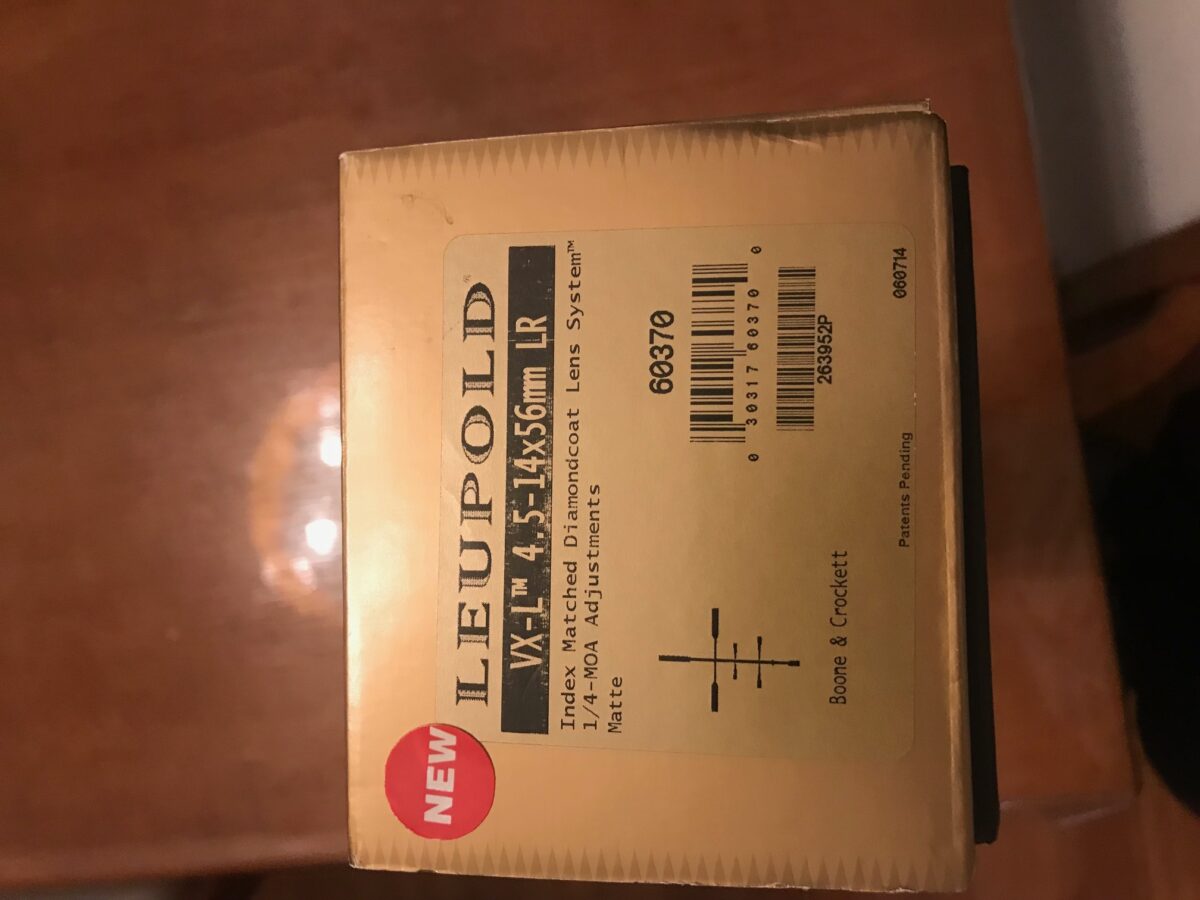 NEW
LEUPOLD®
VX-L™ 4.5-14x56mm LR
Index Matched Diamondcoat Lens System™
1/4-MOA Adjustments
Matte
60370
0 30317 60370 0
263952P
Boone & Crockett
Patents Pending
060714